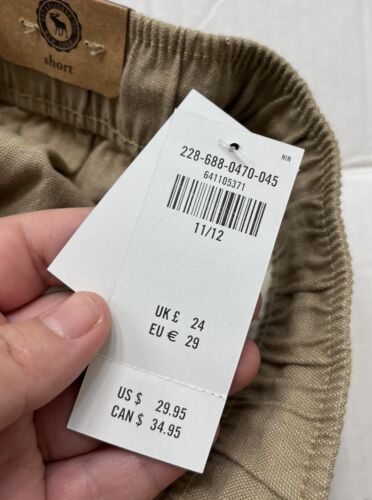 short
NIN
228-688-0470-045
641105371
11/12
UK £ 24
EU € 29
US $ 29.95
CAN $ 34.95